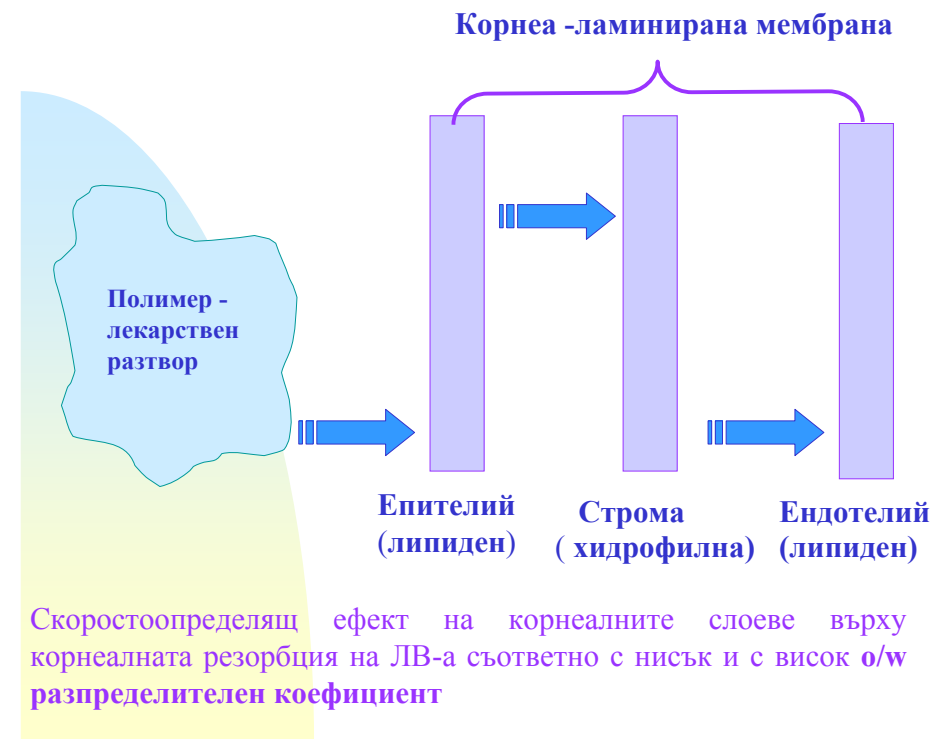 Корнеа -ламинирана мембрана
Полимер -
лекарствен
разтвор
Епителий
(липиден)
Строма
( хидрофилна)
Ендотелий
(липиден)
Скоростоопределящ ефект на корнеалните слоеве върху
корнеалната резорбция на ЛВ-а съответно с нисък и с висок o/w
разпределителен коефициент